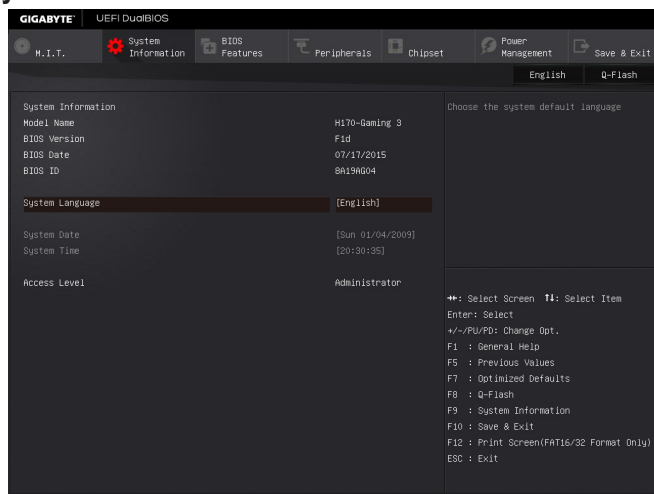 GIGABYTE™ UEFI DualBIOS
M.I.T. System Information BIOS Features Peripherals Chipset Power Management Save & Exit
English Q-Flash
System Information
Model Name H170-Gaming 3
BIOS Version F1d
BIOS Date 07/17/2015
BIOS ID 8A19AG04
System Language [English]
System Date [Sun 01/04/2009]
System Time [20:30:35]
Access Level Administrator
Choose the system default language
→←: Select Screen ↑↓: Select Item
Enter: Select
+/-/PU/PD: Change Opt.
F1 : General Help
F5 : Previous Values
F7 : Optimized Defaults
F8 : Q-Flash
F9 : System Information
F10 : Save & Exit
F12 : Print Screen(FAT16/32 Format Only)
ESC : Exit